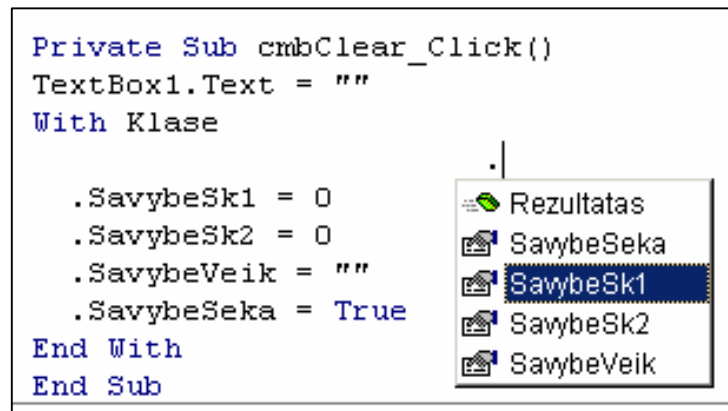 Private Sub cmbClear_Click()
TextBox1.Text = ""
With Klase
.
.SavybeSk1 = 0
.SavybeSk2 = 0
.SavybeVeik = ""
.SavybeSeka = True
End With
End Sub
Rezultatas
SavybeSeka
SavybeSk1
SavybeSk2
SavybeVeik